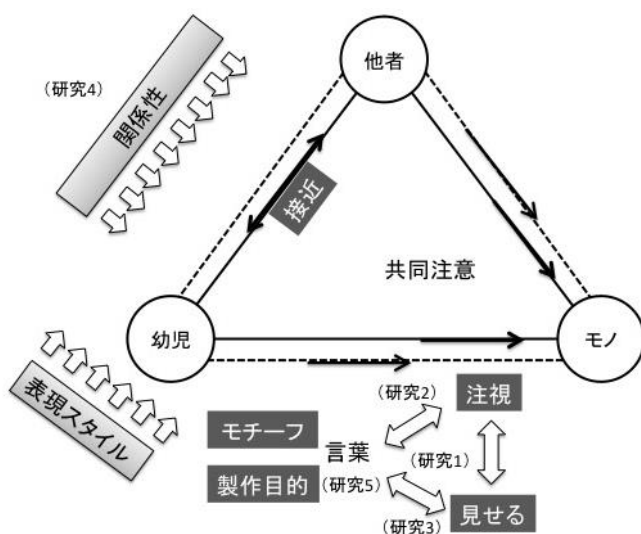 他者
（研究4）
関係性
接近
共同注意
幼児
モノ
表現スタイル
（研究2）
注視
モチーフ
言葉
（研究1）
製作目的
（研究5）
（研究3）
見せる